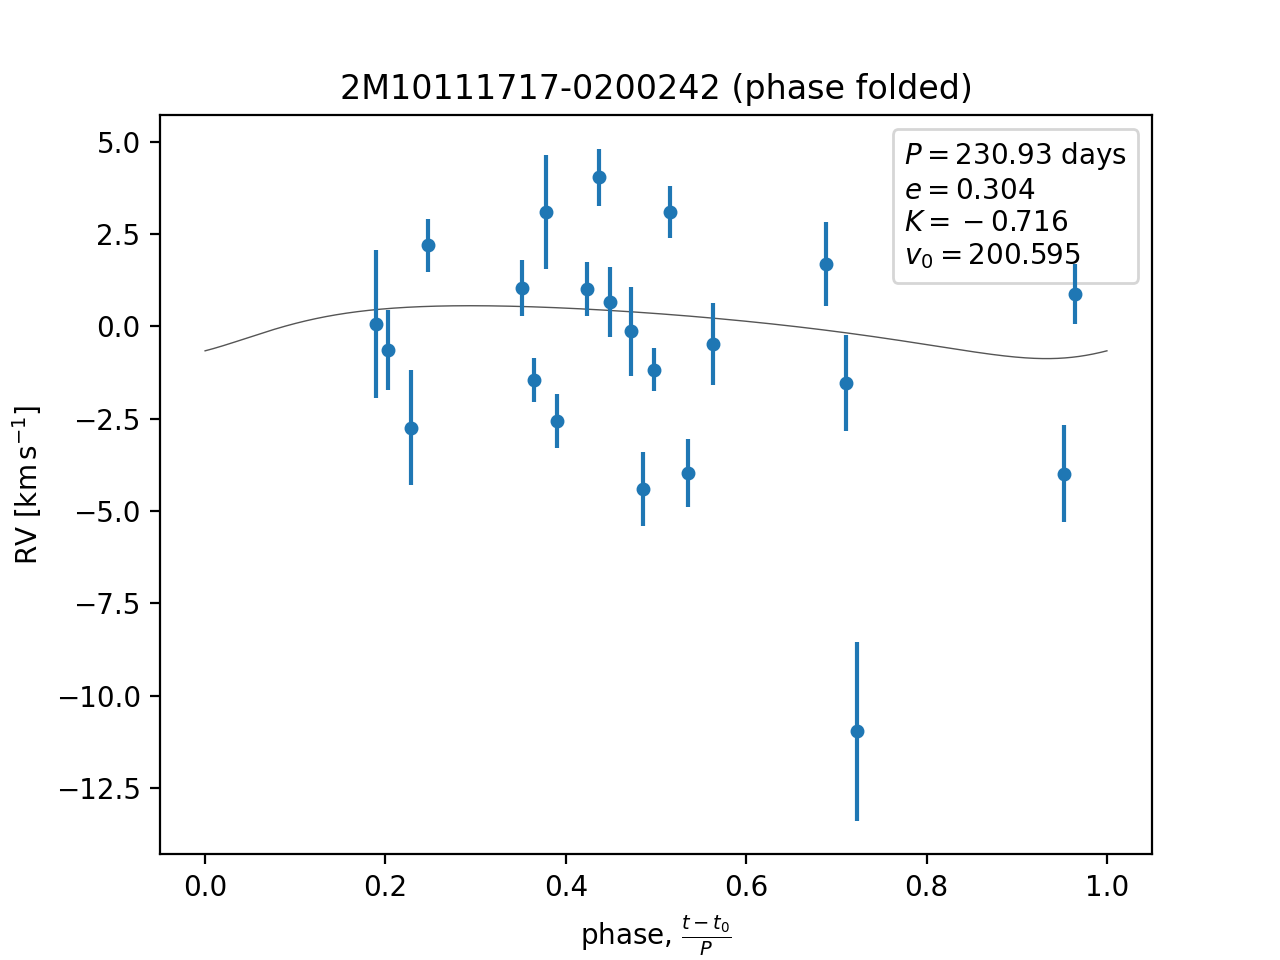 2M10111717-0200242 (phase folded)
P = 230.93 days
e = 0.304
K = −0.716
v₀ = 200.595
5.0
2.5
0.0
−2.5
−5.0
−7.5
−10.0
−12.5
RV [km s⁻¹]
0.0 0.2 0.4 0.6 0.8 1.0
phase, (t − t₀)/P